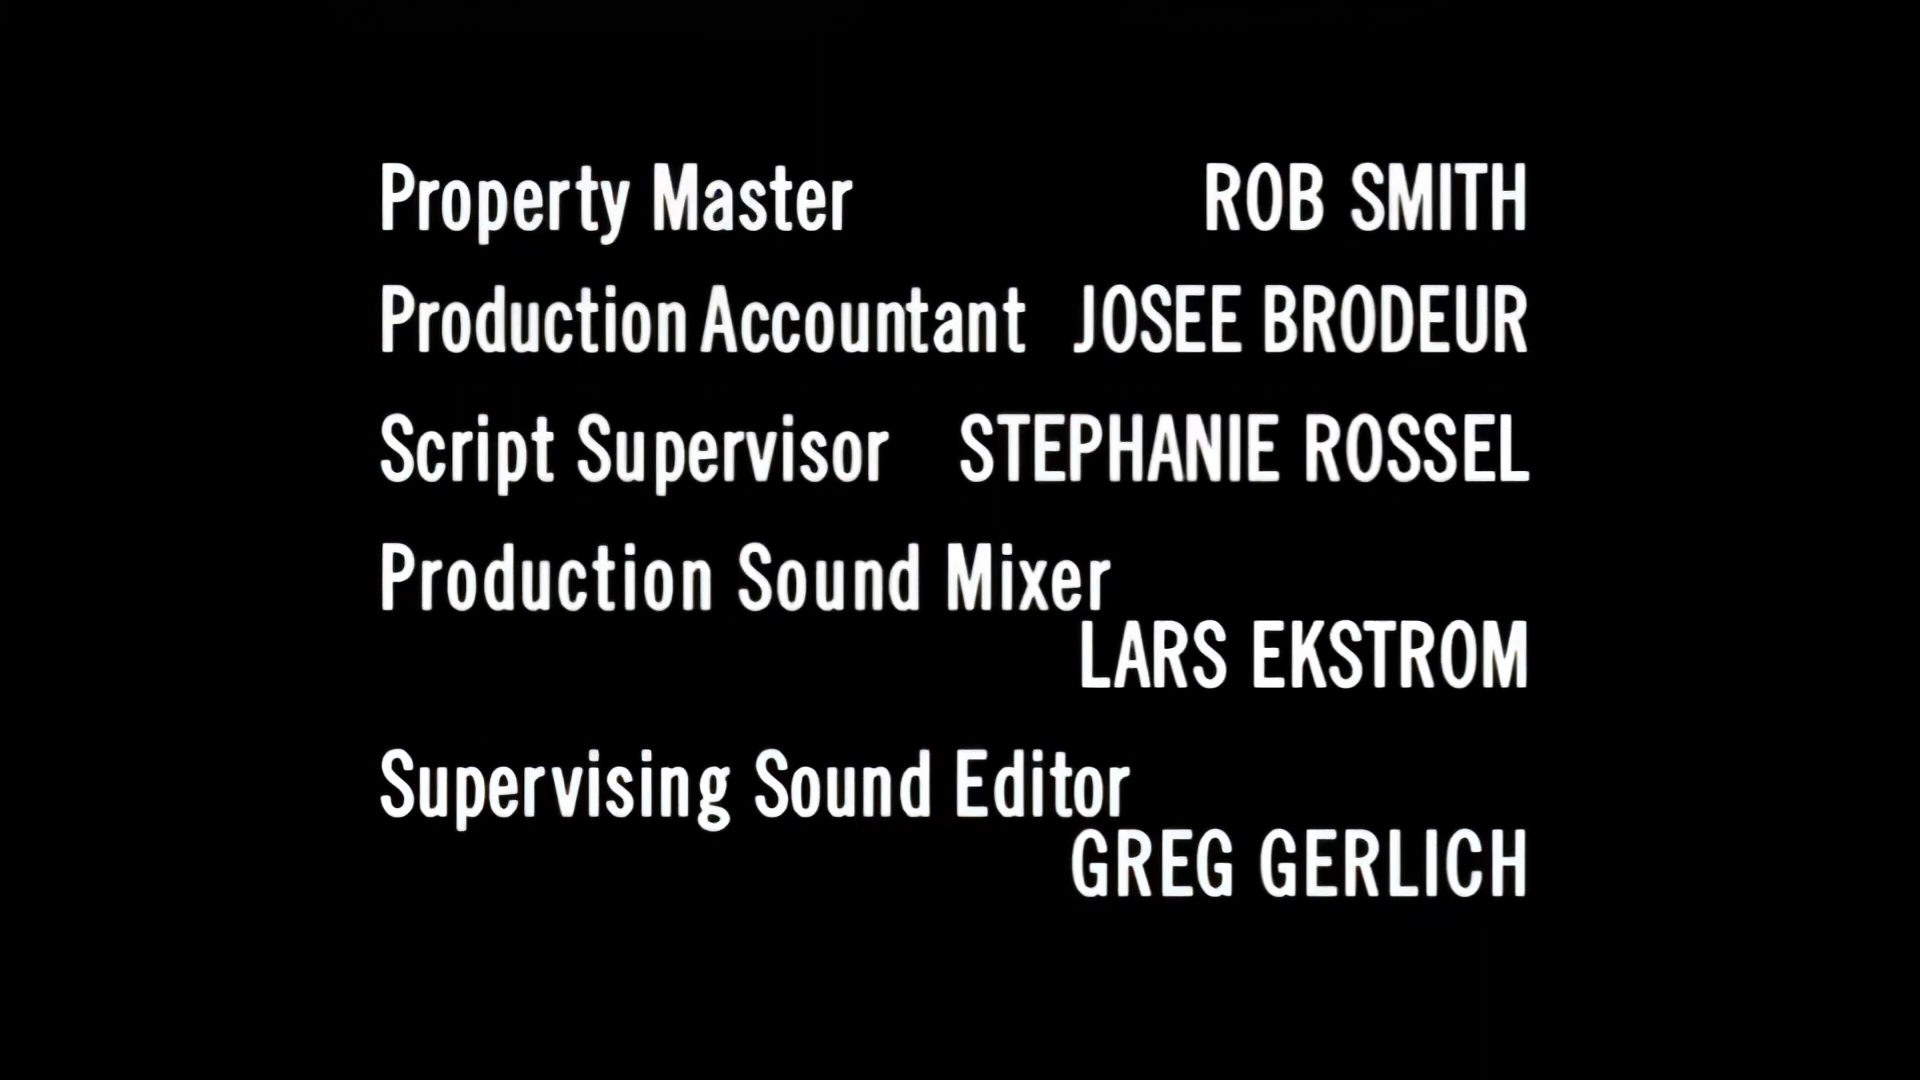 Property Master ROB SMITH
Production Accountant JOSEE BRODEUR
Script Supervisor STEPHANIE ROSSEL
Production Sound Mixer
LARS EKSTROM
Supervising Sound Editor
GREG GERLICH